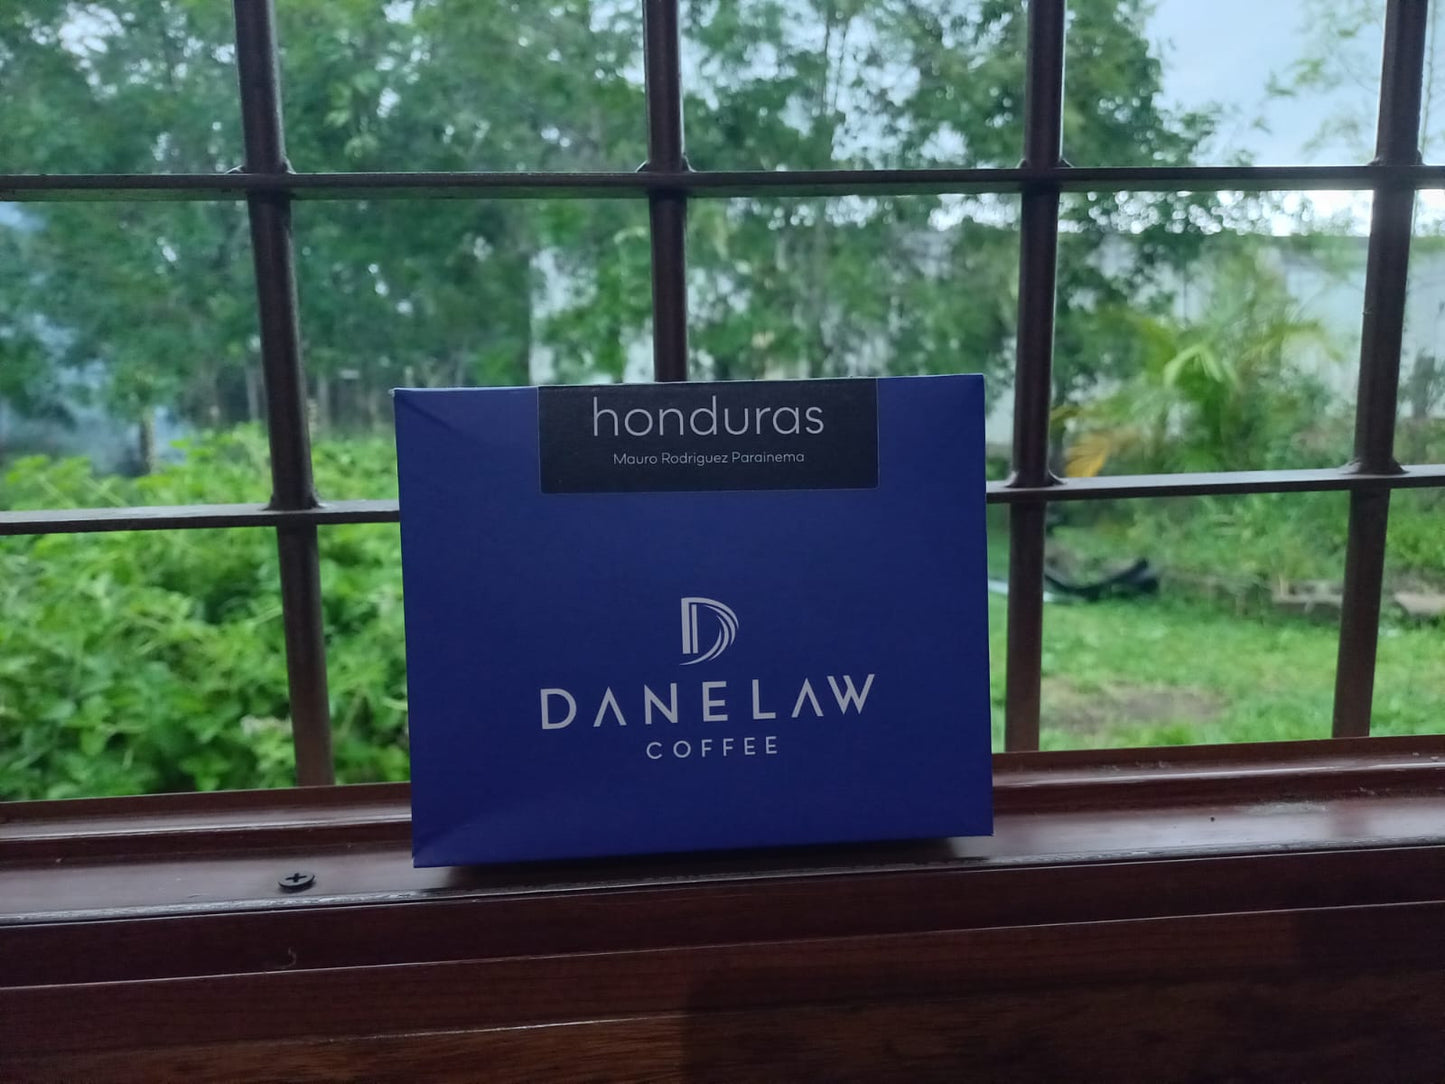 honduras
Mauro Rodriguez Parainema
DANELAW
COFFEE